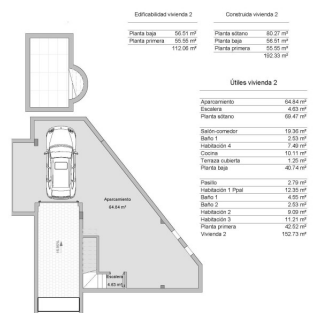 Edificabilidad vivienda 2
Planta baja 56.51 m²
Planta primera 55.55 m²
112.06 m²
Construida vivienda 2
Planta sótano 80.27 m²
Planta baja 56.51 m²
Planta primera 55.55 m²
192.33 m²
Útiles vivienda 2
Aparcamiento 64.84 m²
Escalera 4.63 m²
Planta sótano 69.47 m²
Salón-comedor 19.36 m²
Baño 1 2.53 m²
Habitación 4 7.49 m²
Cocina 10.11 m²
Terraza cubierta 1.25 m²
Planta baja 40.74 m²
Pasillo 2.79 m²
Habitación 1 Ppal 12.35 m²
Baño 1 4.55 m²
Baño 2 2.53 m²
Habitación 2 9.09 m²
Habitación 3 11.21 m²
Planta primera 42.52 m²
Vivienda 2 152.73 m²
Aparcamiento
64.84 m²
Escalera
4.63 m²